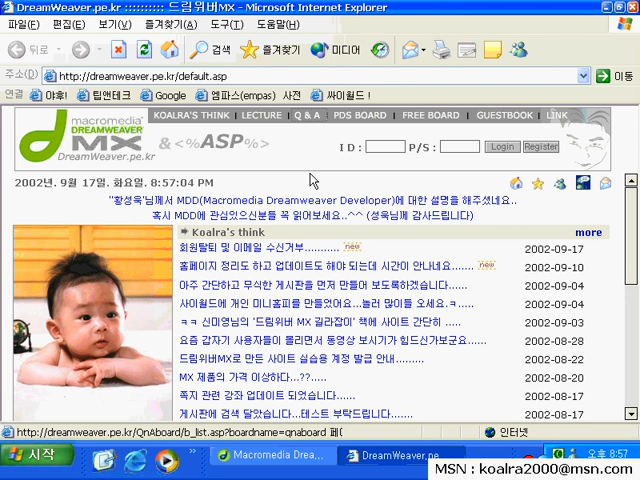 DreamWeaver.pe.kr :::::::::: 드림위버MX - Microsoft Internet Explorer
파일(F) 편집(E) 보기(V) 즐겨찾기(A) 도구(T) 도움말(H)
뒤로 검색 즐겨찾기 미디어
주소(D) http://dreamweaver.pe.kr/default.asp 이동
연결 야후! 팁앤테크 Google 엠파스(empas) 사전 싸이월드 !
KOALRA'S THINK | LECTURE | Q & A | PDS BOARD | FREE BOARD | GUESTBOOK | LINK
macromedia
DREAMWEAVER
MX & <%ASP%>
DreamWeaver.pe.kr
I D : P/S : Login Register
2002년. 9월 17일. 화요일. 8:57:04 PM
"황성욱'님께서 MDD(Macromedia Dreamweaver Developer)에 대한 설명을 해주셨네요..
혹시 MDD에 관심있으신분들 꼭 읽어보세요..^^ (성욱님께 감사드립니다)
Koalra's think more
회원탈퇴 및 이메일 수신거부........... new 2002-09-17
홈페이지 정리도 하고 업데이트도 해야 되는데 시간이 안나네요....... new 2002-09-10
아주 간단하고 무석한 게시판을 먼저 만들어 보도록하겠습니다...... 2002-09-04
사이월드에 개인 미니홈피를 만들었어요...놀러 많이들 오세요.ㅋ..... 2002-09-04
ㅋㅋ 신미영님의 '드림위버 MX 길라잡이' 책에 사이트 간단히 ..... 2002-09-03
요즘 갑자기 사용자들이 몰리면서 동영상 보시기가 힘드신가보군요...... 2002-08-28
드림위버MX로 만든 사이트 실습용 계정 발급 안내......... 2002-08-22
MX 제품의 가격 이상하다...??..... 2002-08-20
쪽지 관련 강좌 업데이트 되었습니다...... 2002-08-17
게시판에 검색 달았습니다...테스트 부탁드립니다....... 2002-08-17
http://dreamweaver.pe.kr/QnAboard/b_list.asp?boardname=qnaboard 인터넷
시작 Macromedia Drea,,, DreamWeaver.pe 오후 8:57
MSN : koalra2000@msn.com